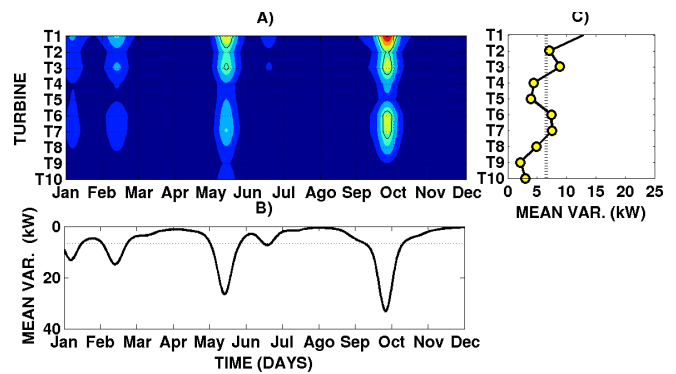 A)
C)
T1
T2
T3
T4
T5
T6
T7
T8
T9
T10
TURBINE
Jan Feb Mar Apr May Jun Jul Ago Sep Oct Nov Dec
T1
T2
T3
T4
T5
T6
T7
T8
T9
T10
0 5 10 15 20 25
MEAN VAR. (kW)
B)
0
20
40
MEAN VAR. (kW)
Jan Feb Mar Apr May Jun Jul Ago Sep Oct Nov Dec
TIME (DAYS)